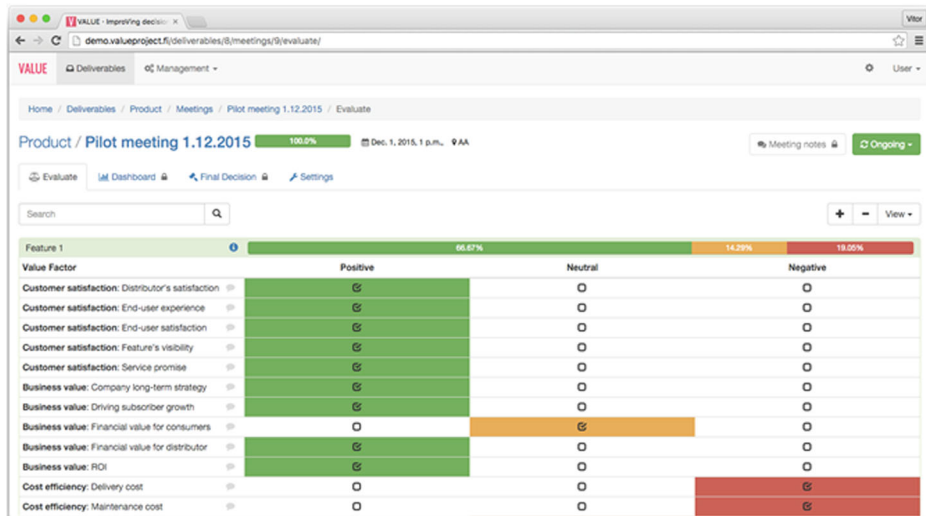 VALUE - ImproVing decision
Vitor
demo.valueproject.fi/deliverables/8/meetings/9/evaluate/
VALUE Deliverables Management User
Home / Deliverables / Product / Meetings / Pilot meeting 1.12.2015 / Evaluate
Product / Pilot meeting 1.12.2015 100.0% Dec. 1, 2015, 1 p.m., AA Meeting notes Ongoing
Evaluate Dashboard Final Decision Settings
Search View
Feature 1 66.67% 14.29% 19.05%
Value Factor Positive Neutral Negative
Customer satisfaction: Distributor's satisfaction
Customer satisfaction: End-user experience
Customer satisfaction: End-user satisfaction
Customer satisfaction: Feature's visibility
Customer satisfaction: Service promise
Business value: Company long-term strategy
Business value: Driving subscriber growth
Business value: Financial value for consumers
Business value: Financial value for distributor
Business value: ROI
Cost efficiency: Delivery cost
Cost efficiency: Maintenance cost